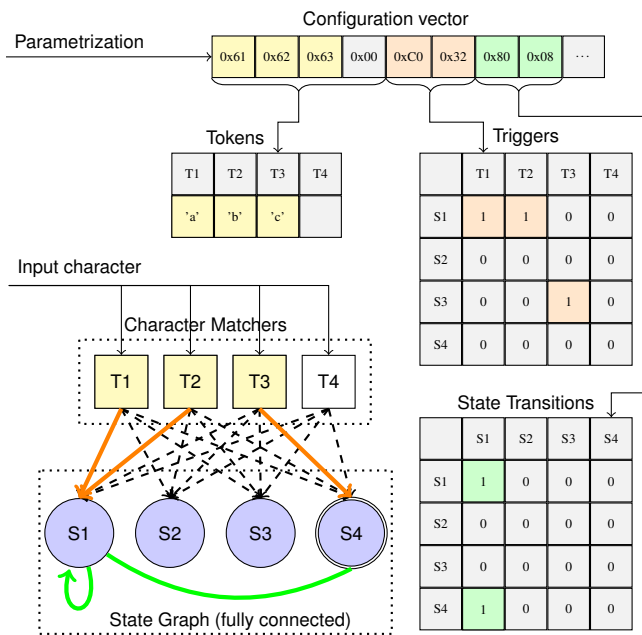 Configuration vector
Parametrization
0x61 0x62 0x63 0x00 0xC0 0x32 0x80 0x08 ...
Tokens
T1 T2 T3 T4
'a' 'b' 'c'
Triggers
T1 T2 T3 T4
S1 1 1 0 0
S2 0 0 0 0
S3 0 0 1 0
S4 0 0 0 0
Input character
Character Matchers
T1 T2 T3 T4
S1 S2 S3 S4
State Graph (fully connected)
State Transitions
S1 S2 S3 S4
S1 1 0 0 0
S2 0 0 0 0
S3 0 0 0 0
S4 1 0 0 0